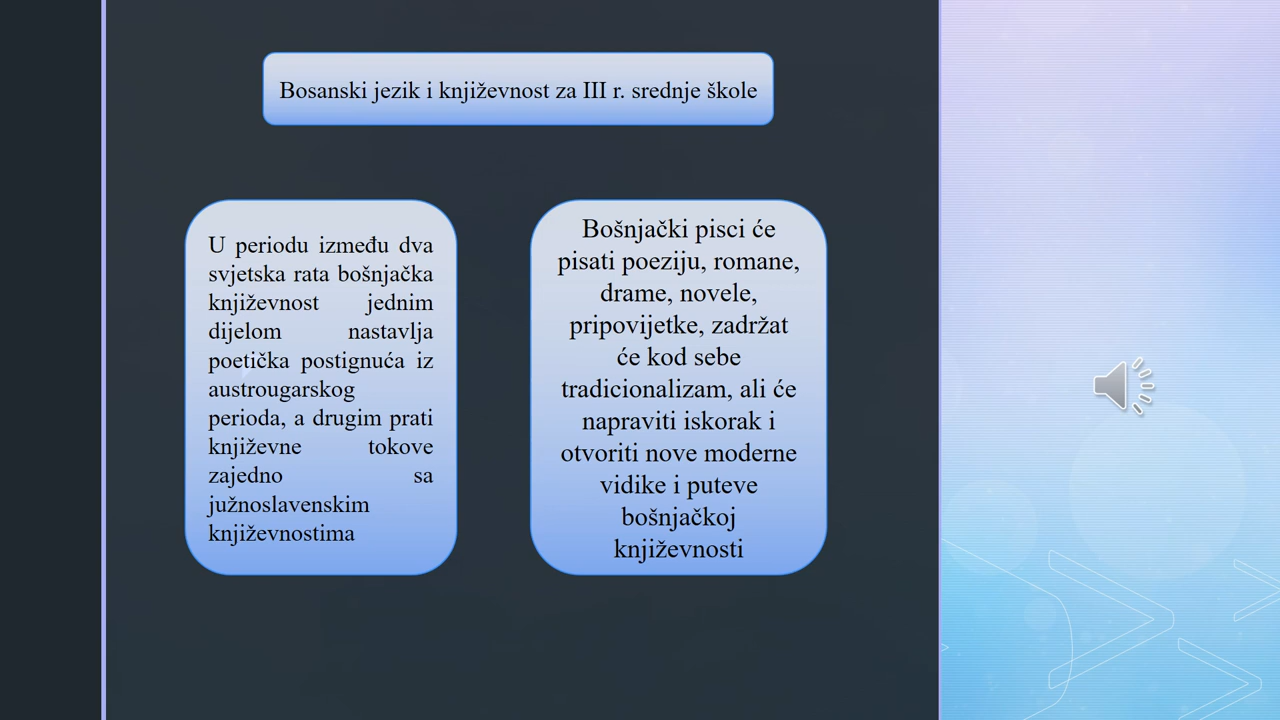 Bosanski jezik i književnost za III r. srednje škole
U periodu između dva
svjetska rata bošnjačka
književnost jednim
dijelom nastavlja
poetička postignuća iz
austrougarskog
perioda, a drugim prati
književne tokove
zajedno sa
južnoslavenskim
književnostima
Bošnjački pisci će
pisati poeziju, romane,
drame, novele,
pripovijetke, zadržat
će kod sebe
tradicionalizam, ali će
napraviti iskorak i
otvoriti nove moderne
vidike i puteve
bošnjačkoj
književnosti